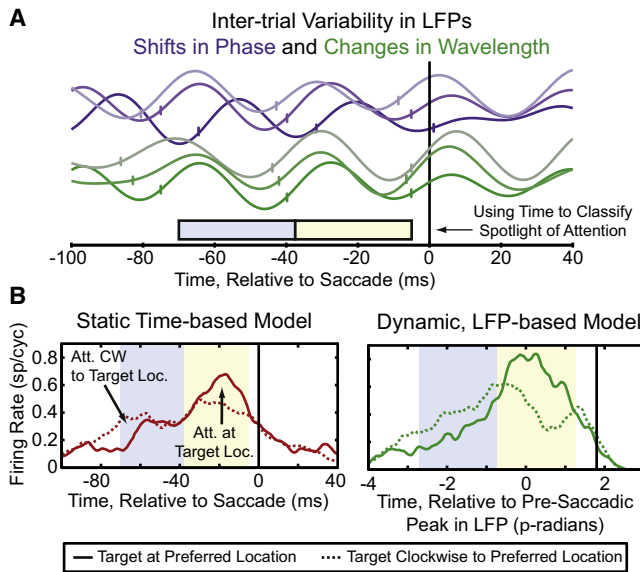 A
Inter-trial Variability in LFPs
Shifts in Phase and Changes in Wavelength
Using Time to Classify
Spotlight of Attention
-100 -80 -60 -40 -20 0 20 40
Time, Relative to Saccade (ms)
B
Static Time-based Model
Firing Rate (sp/cyc)
0.8
0.6
0.4
0.2
0
Att. CW
to Target Loc.
Att. at
Target Loc.
-80 -40 0 40
Time, Relative to Saccade (ms)
Dynamic, LFP-based Model
-4 -2 0 2
Time, Relative to Pre-Saccadic
Peak in LFP (p-radians)
Target at Preferred Location
Target Clockwise to Preferred Location